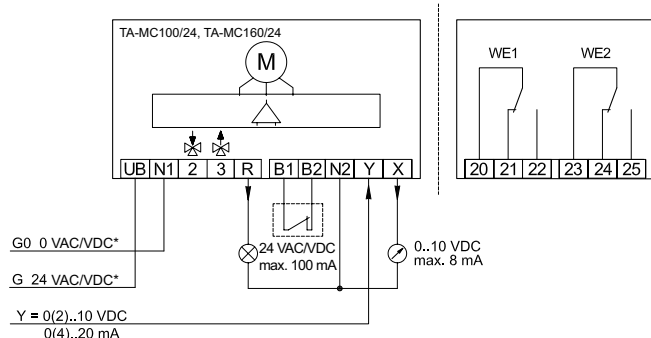 TA-MC100/24, TA-MC160/24
M
WE1 WE2
UB N1 2 3 R B1 B2 N2 Y X
20 21 22 23 24 25
G0 0 VAC/VDC*
24 VAC/VDC
max. 100 mA
0..10 VDC
max. 8 mA
G 24 VAC/VDC*
Y = 0(2)..10 VDC
0(4)..20 mA